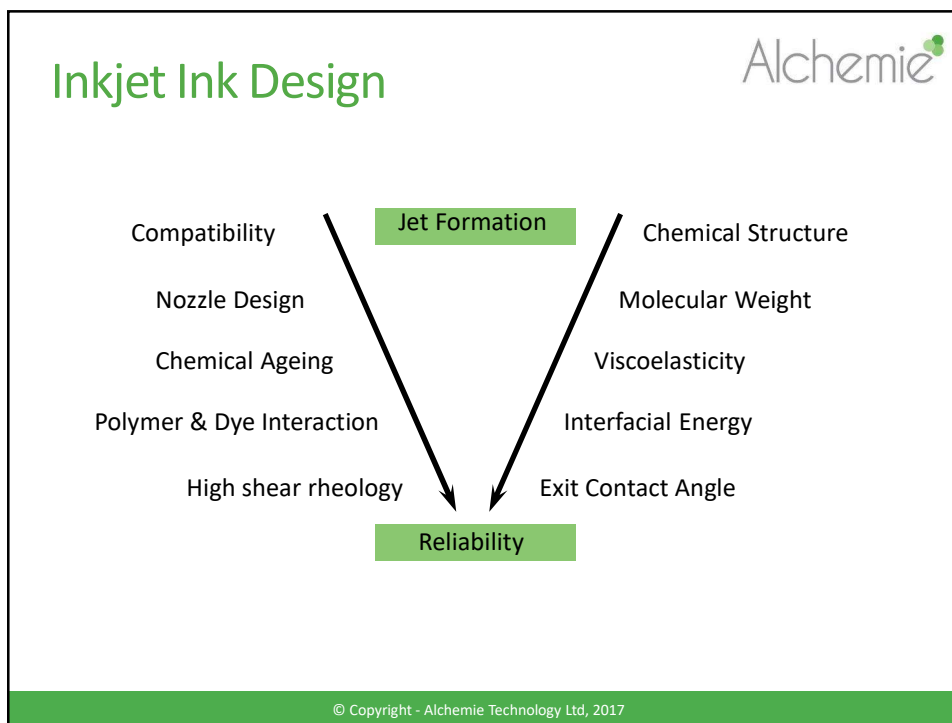 Inkjet Ink Design
Alchemie
Jet Formation
Compatibility
Chemical Structure
Nozzle Design
Molecular Weight
Chemical Ageing
Viscoelasticity
Polymer & Dye Interaction
Interfacial Energy
High shear rheology
Exit Contact Angle
Reliability
© Copyright - Alchemie Technology Ltd, 2017